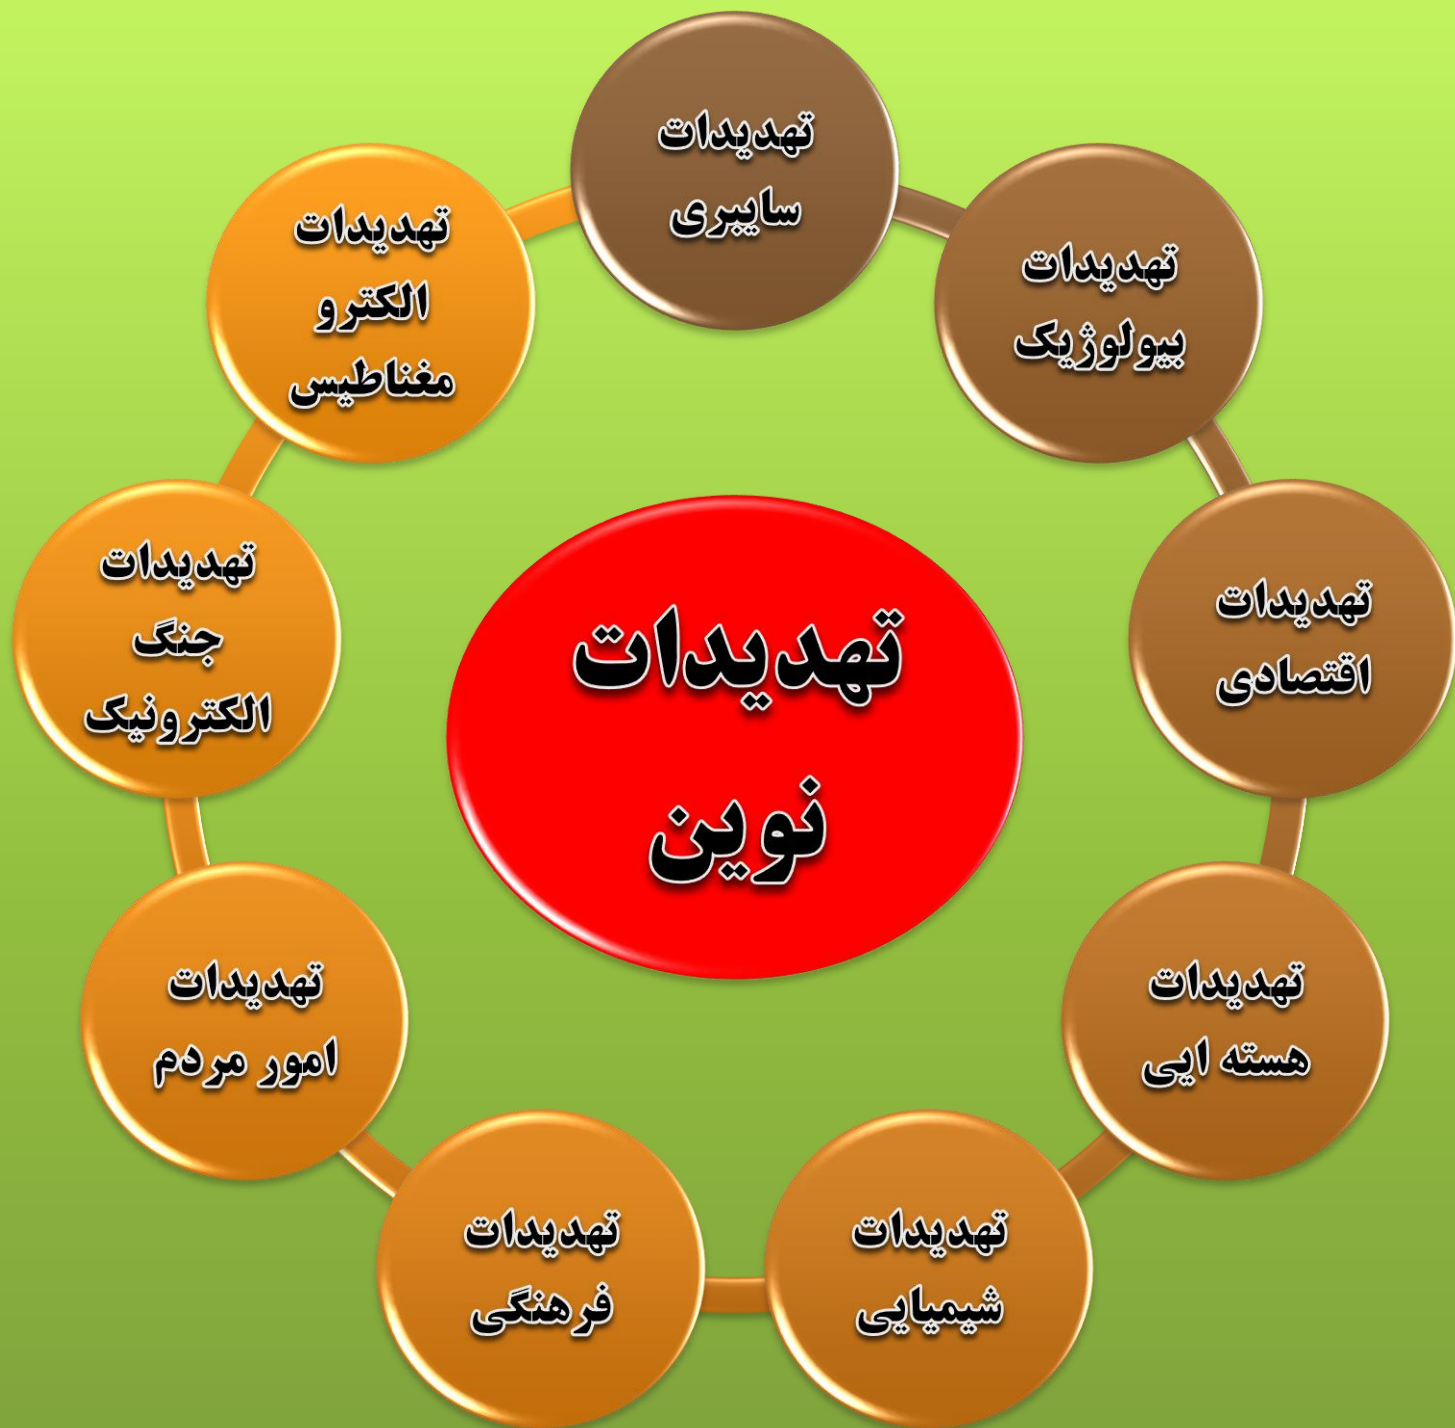 تهدیدات
سایبری
تهدیدات
بیولوژیک
تهدیدات
اقتصادی
تهدیدات
هسته ایی
تهدیدات
شیمیایی
تهدیدات
فرهنگی
تهدیدات
امور مردم
تهدیدات
جنگ
الکترونیک
تهدیدات
الکترو
مغناطیس
تهدیدات
نوین